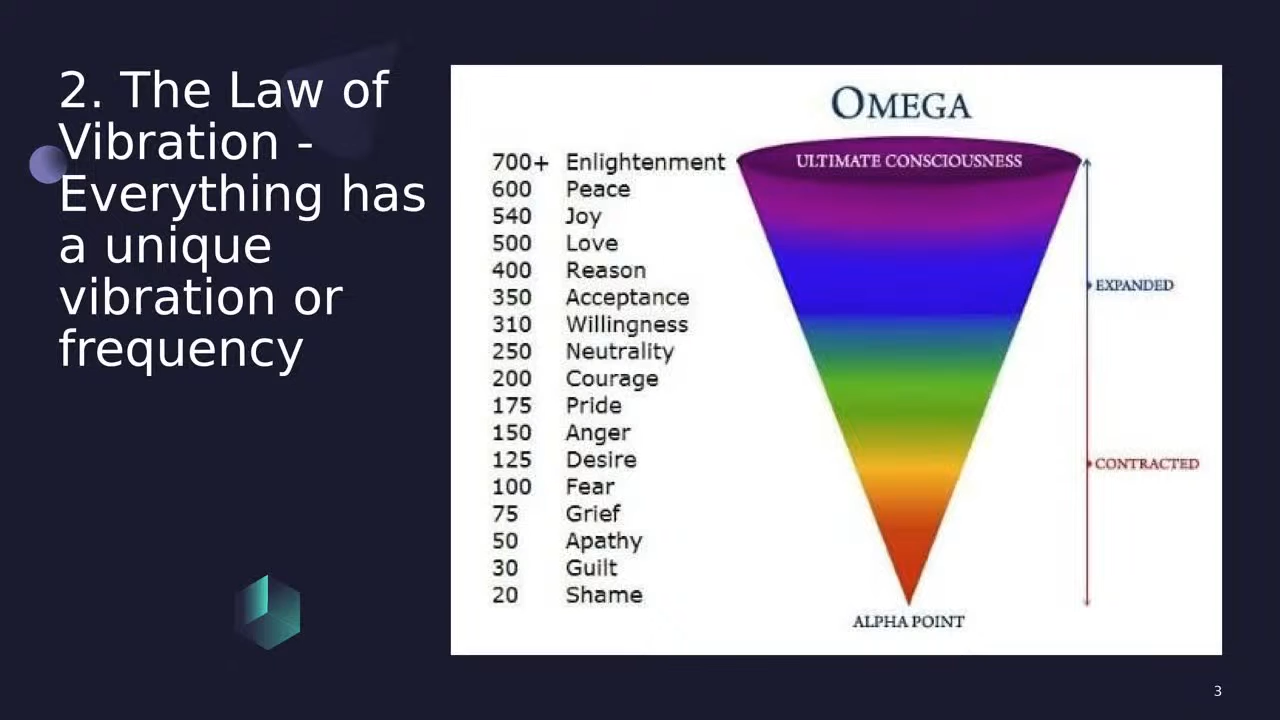 2. The Law of
Vibration -
Everything has
a unique
vibration or
frequency
OMEGA
700+ Enlightenment
600 Peace
540 Joy
500 Love
400 Reason
350 Acceptance
310 Willingness
250 Neutrality
200 Courage
175 Pride
150 Anger
125 Desire
100 Fear
75 Grief
50 Apathy
30 Guilt
20 Shame
ULTIMATE CONSCIOUSNESS
EXPANDED
CONTRACTED
ALPHA POINT
3